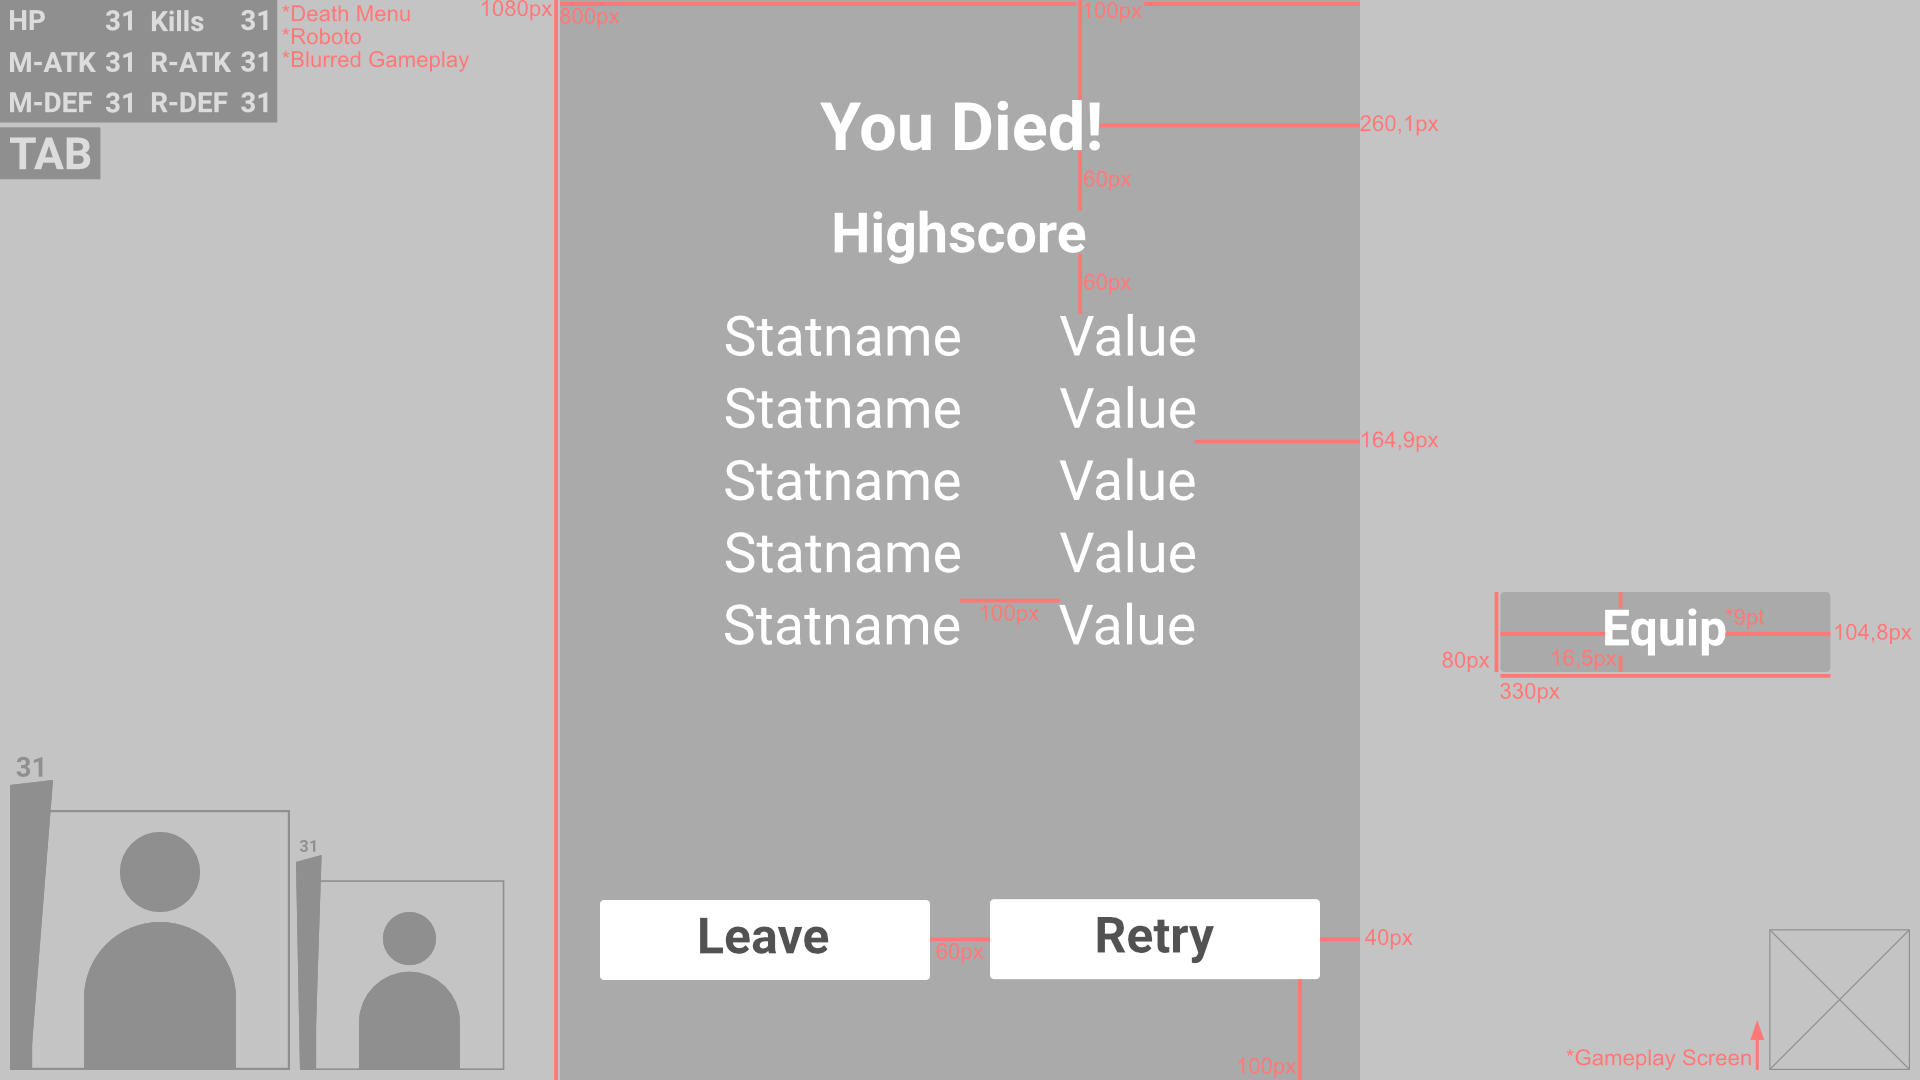 HP 31 Kills 31
M-ATK 31 R-ATK 31
M-DEF 31 R-DEF 31
TAB
*Death Menu
*Roboto
*Blurred Gameplay
1080px
800px
100px
You Died!
260,1px
60px
Highscore
60px
Statname Value
Statname Value
164,9px
Statname Value
Statname Value
Statname 100px Value
Equip
*9pt
104,8px
80px
16,5px
330px
31
31
Leave
60px
Retry
40px
100px
*Gameplay Screen